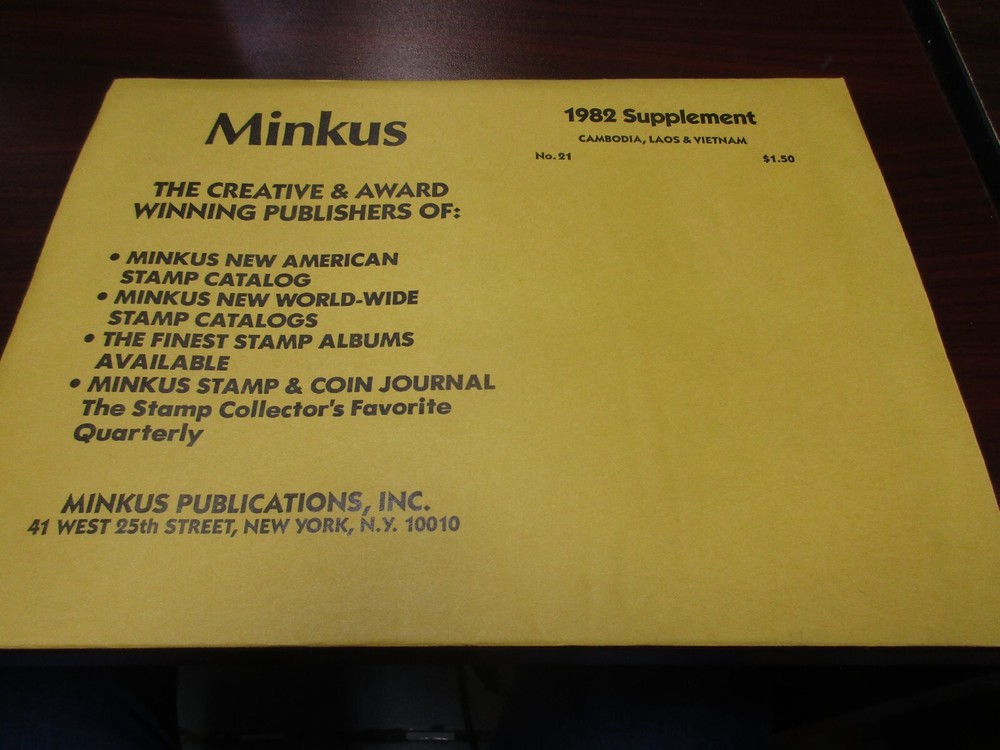 Minkus
THE CREATIVE & AWARD
WINNING PUBLISHERS OF:
• MINKUS NEW AMERICAN
STAMP CATALOG
• MINKUS NEW WORLD-WIDE
STAMP CATALOGS
• THE FINEST STAMP ALBUMS
AVAILABLE
• MINKUS STAMP & COIN JOURNAL
The Stamp Collector's Favorite
Quarterly
MINKUS PUBLICATIONS, INC.
41 WEST 25th STREET, NEW YORK, N.Y. 10010
1982 Supplement
CAMBODIA, LAOS & VIETNAM
No. 21 $1.50